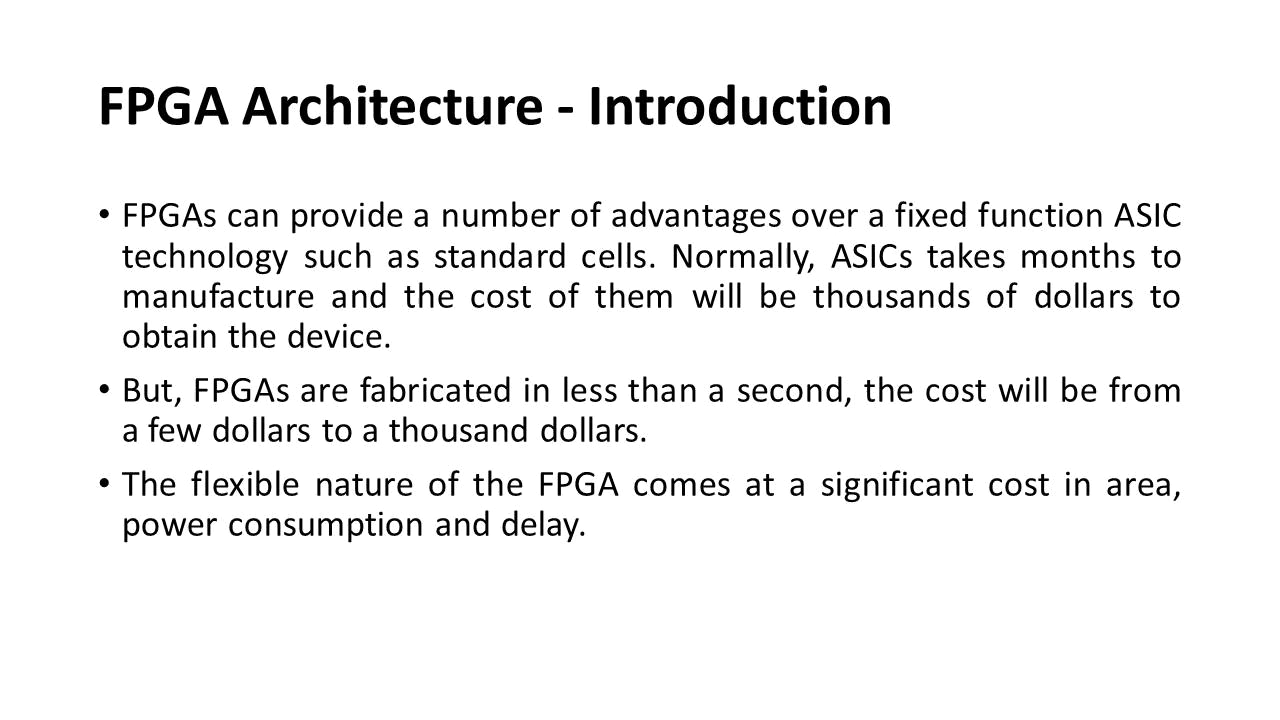 FPGA Architecture - Introduction
• FPGAs can provide a number of advantages over a fixed function ASIC
technology such as standard cells. Normally, ASICs takes months to
manufacture and the cost of them will be thousands of dollars to
obtain the device.
• But, FPGAs are fabricated in less than a second, the cost will be from
a few dollars to a thousand dollars.
• The flexible nature of the FPGA comes at a significant cost in area,
power consumption and delay.